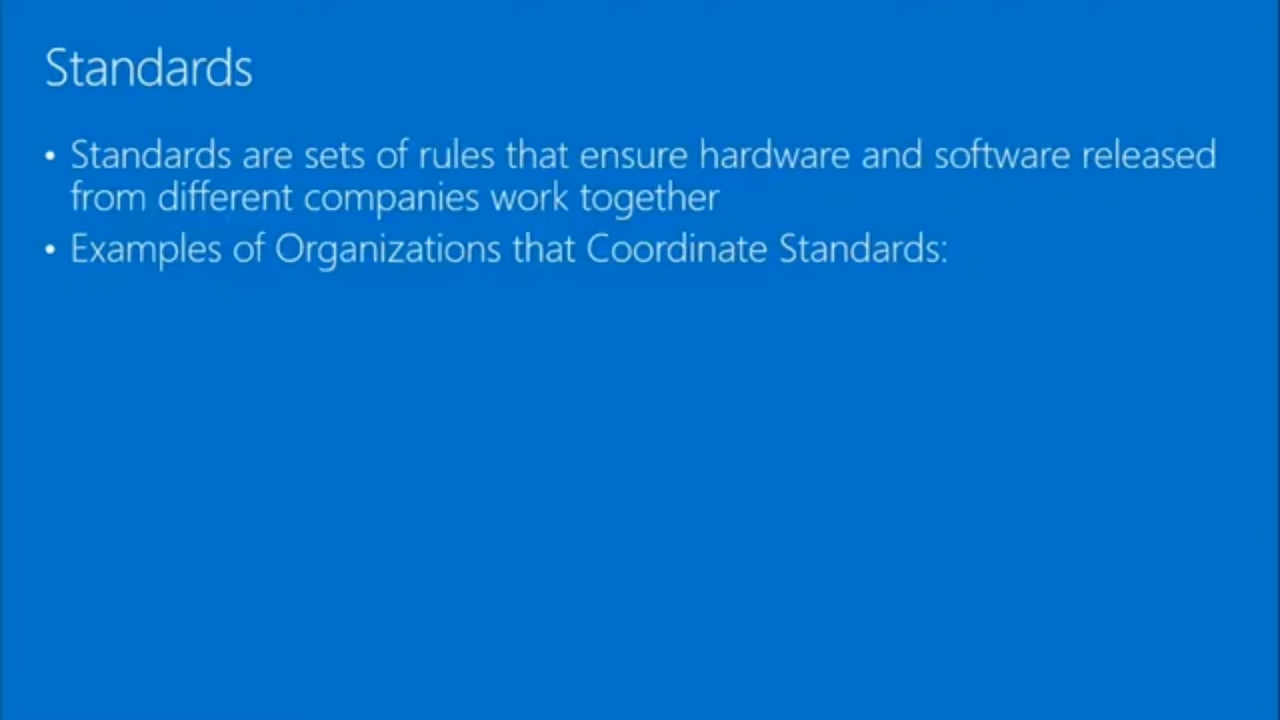 Standards
• Standards are sets of rules that ensure hardware and software released
from different companies work together
• Examples of Organizations that Coordinate Standards: